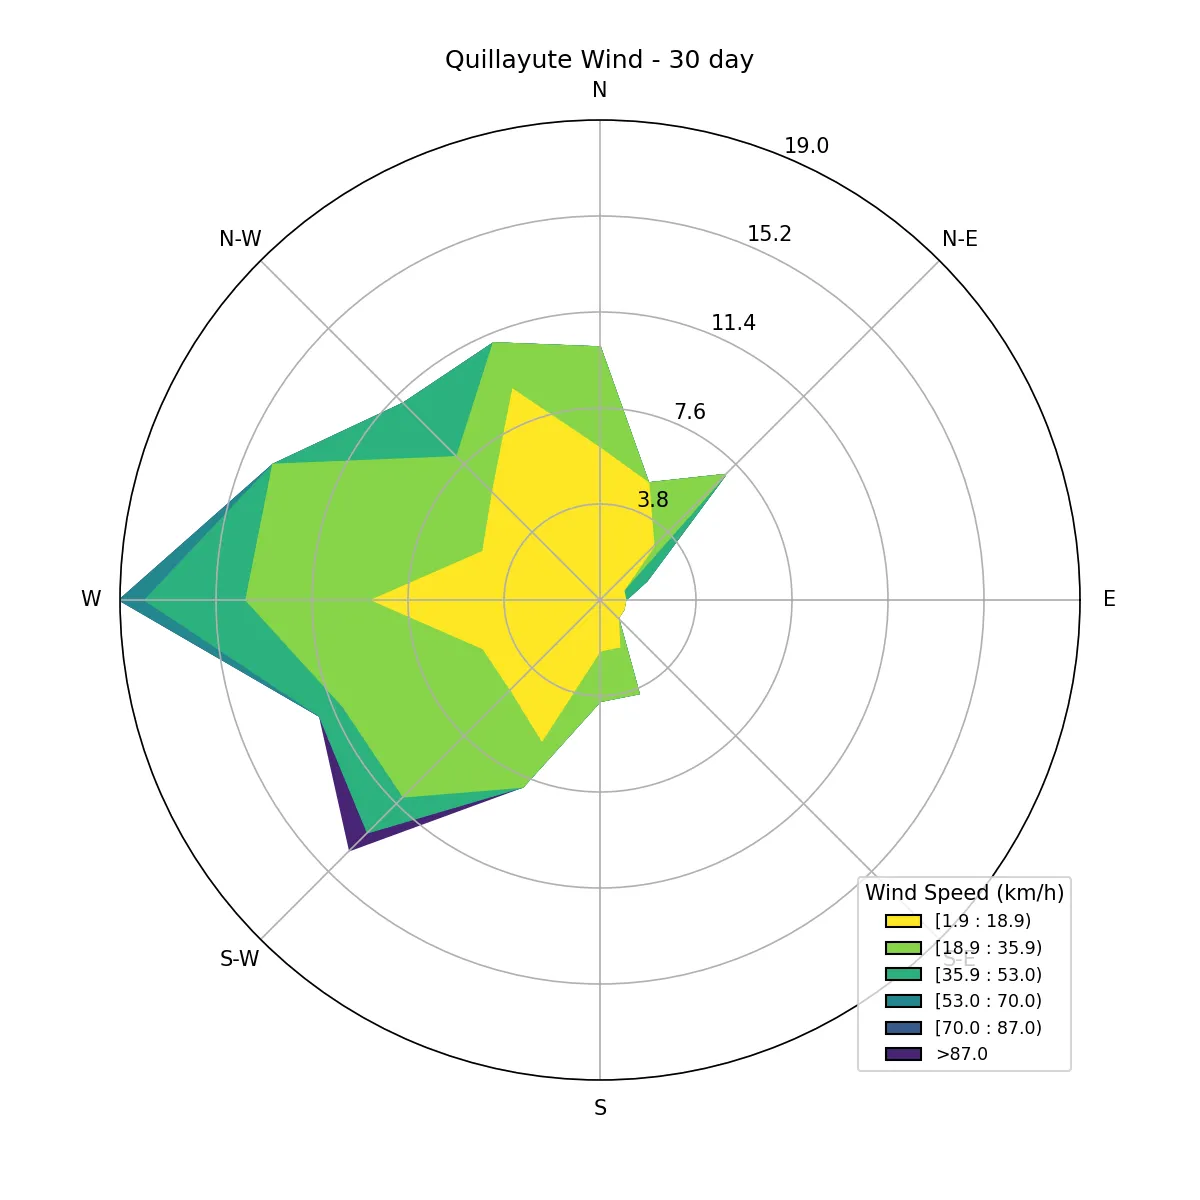 Quillayute Wind - 30 day
N
19.0
15.2
N-W
N-E
11.4
7.6
3.8
W
E
S-W
S-E
Wind Speed (km/h)
[1.9 : 18.9)
[18.9 : 35.9)
[35.9 : 53.0)
[53.0 : 70.0)
[70.0 : 87.0)
>87.0
S